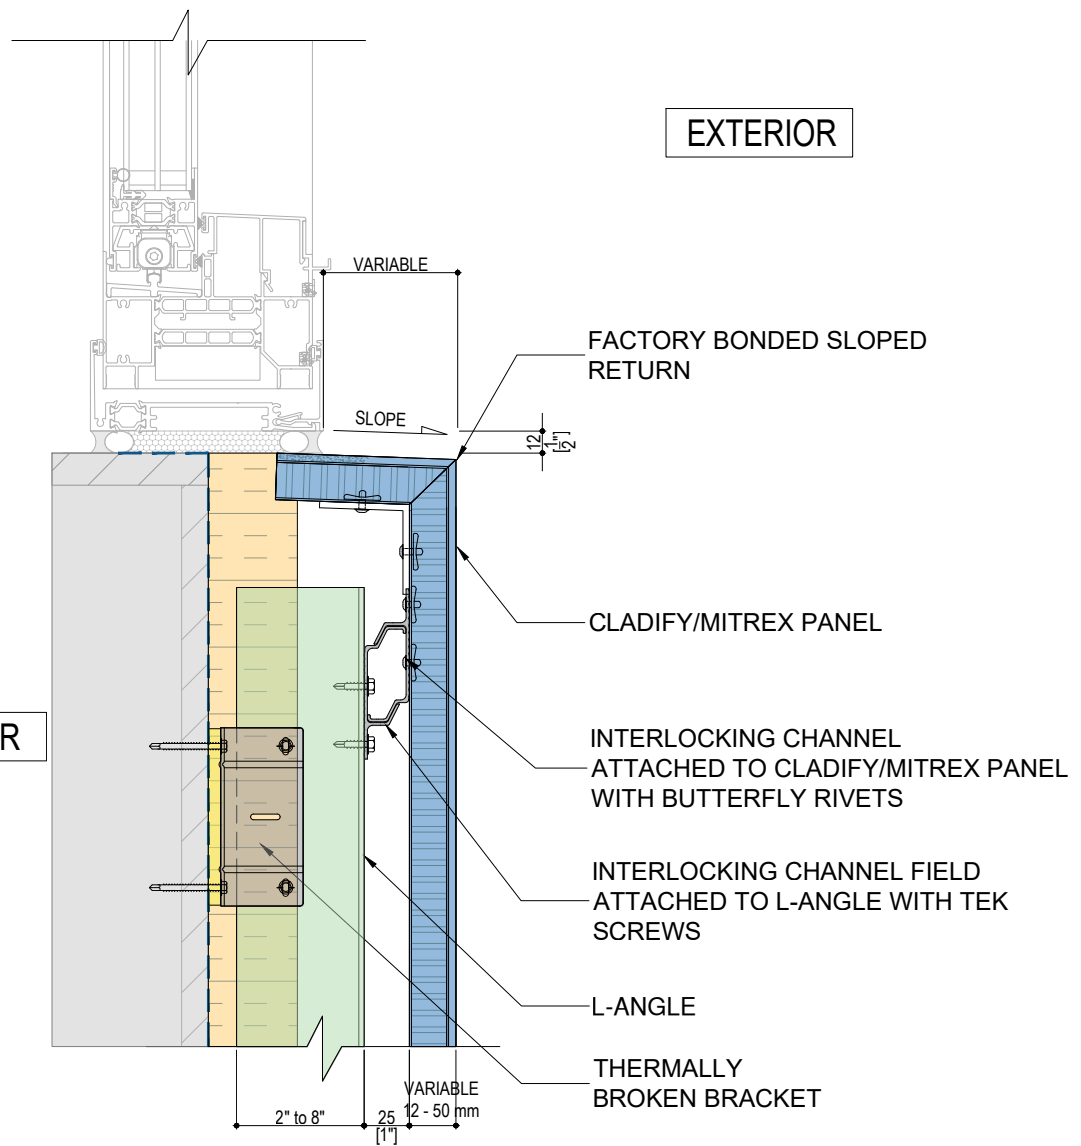 EXTERIOR
VARIABLE
FACTORY BONDED SLOPED
RETURN
SLOPE
12
[1"]
2
CLADIFY/MITREX PANEL
R
INTERLOCKING CHANNEL
ATTACHED TO CLADIFY/MITREX PANEL
WITH BUTTERFLY RIVETS
INTERLOCKING CHANNEL FIELD
ATTACHED TO L-ANGLE WITH TEK
SCREWS
L-ANGLE
THERMALLY
BROKEN BRACKET
VARIABLE
12 - 50 mm
2" to 8"
25
[1"]